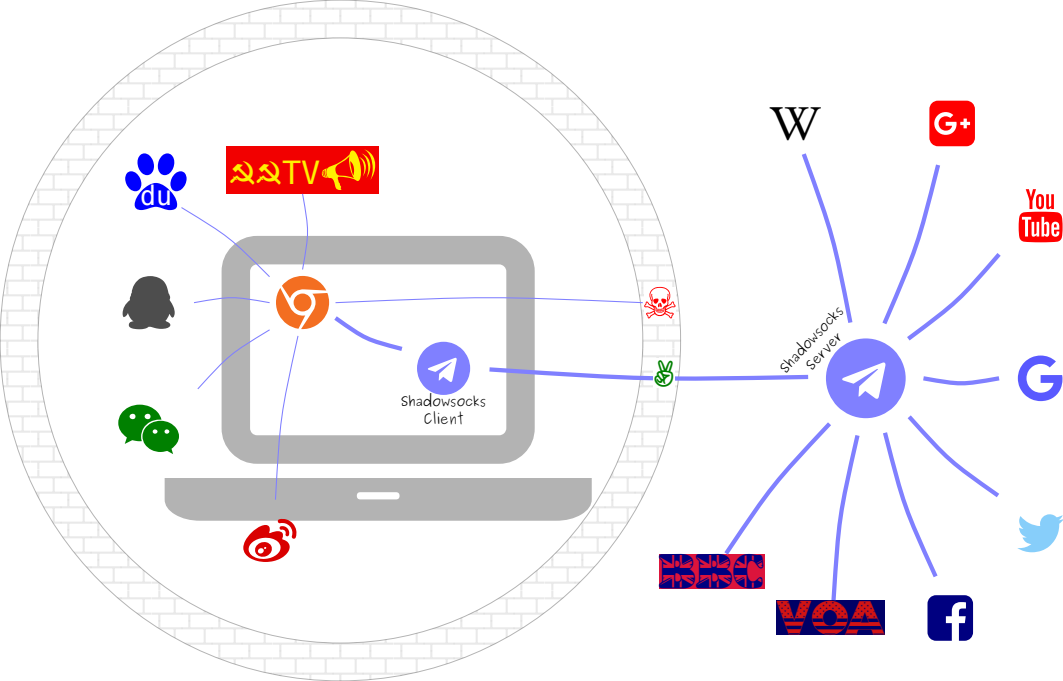 W
G+
du
☭☭TV
You
Tube
Shadowsocks
Server
G
Shadowsocks
Client
BBC
VOA
f